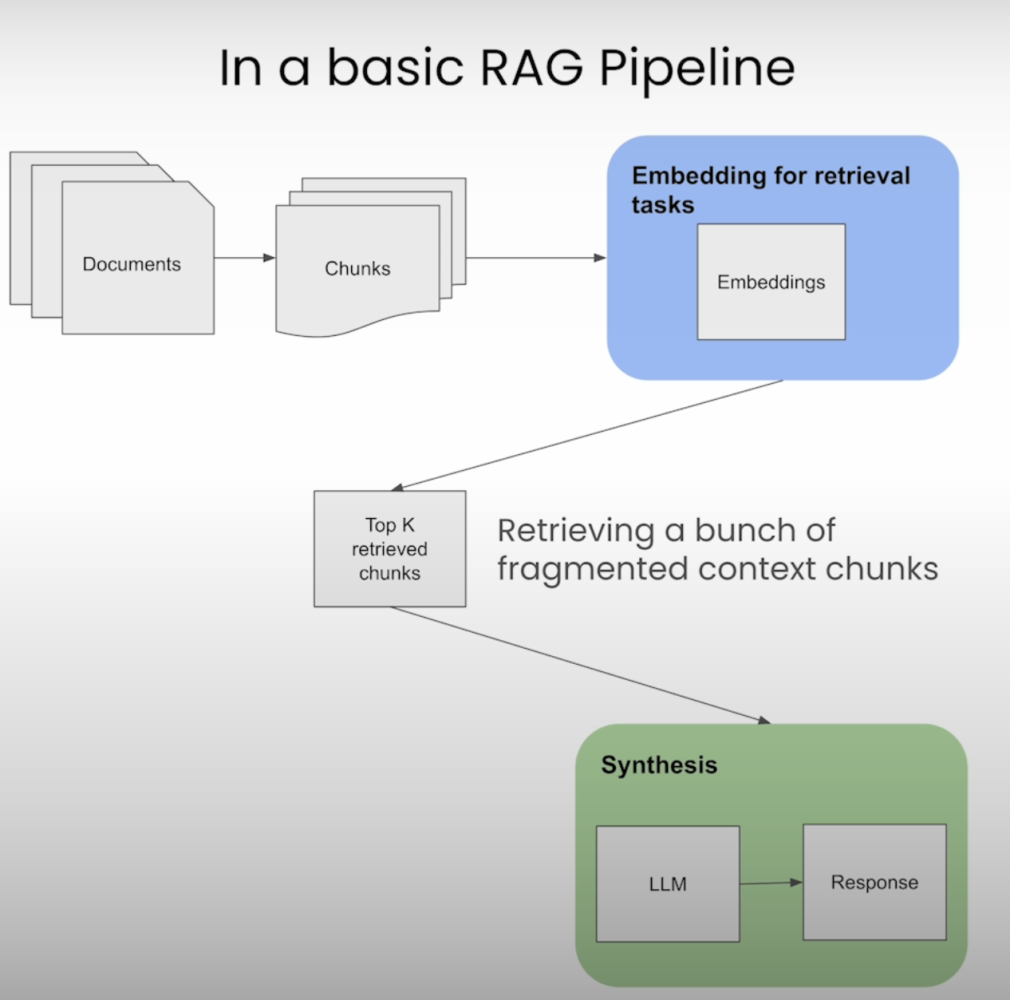 In a basic RAG Pipeline
Documents
Chunks
Embedding for retrieval
tasks
Embeddings
Top K
retrieved
chunks
Retrieving a bunch of
fragmented context chunks
Synthesis
LLM
Response